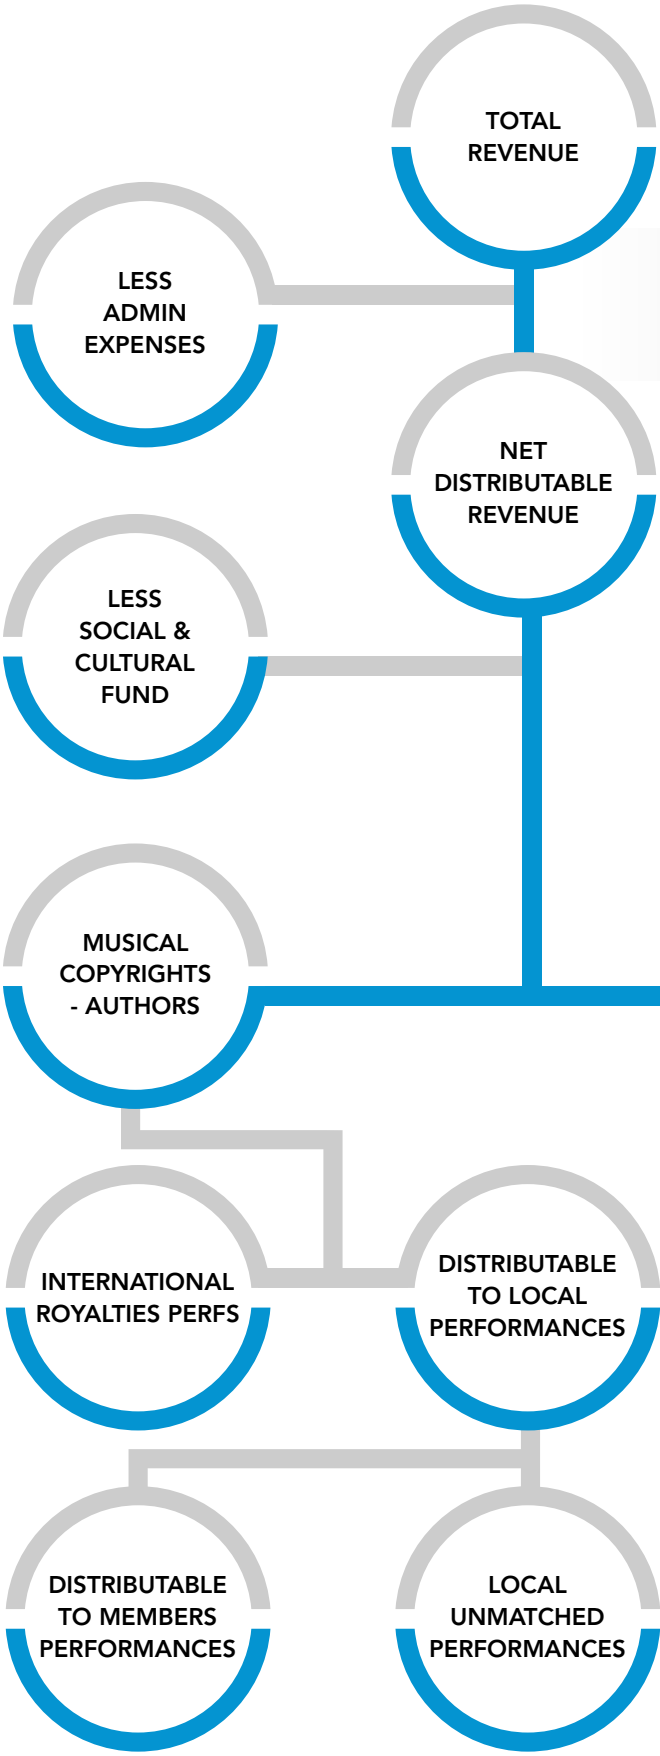 TOTAL
REVENUE
LESS
ADMIN
EXPENSES
NET
DISTRIBUTABLE
REVENUE
LESS
SOCIAL &
CULTURAL
FUND
MUSICAL
COPYRIGHTS
- AUTHORS
INTERNATIONAL
ROYALTIES PERFS
DISTRIBUTABLE
TO LOCAL
PERFORMANCES
DISTRIBUTABLE
TO MEMBERS
PERFORMANCES
LOCAL
UNMATCHED
PERFORMANCES